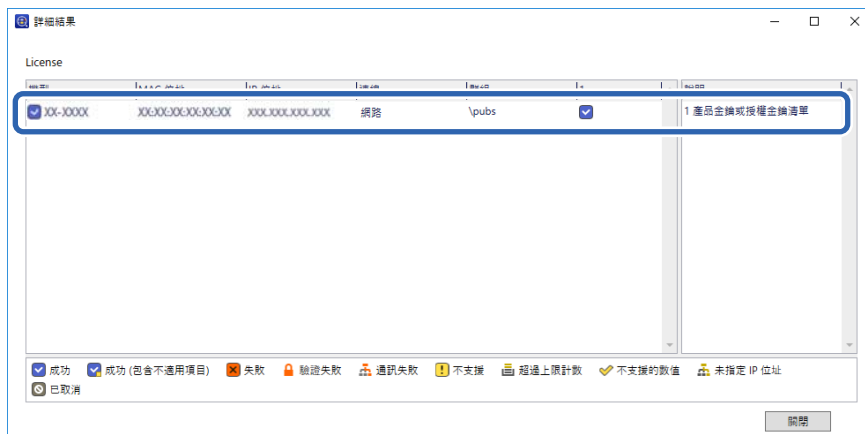 詳細結果
License
XX-XXXX XX:XX:XX:XX:XX:XX XXX.XXX.XXX.XXX 網路 \pubs 1 產品金鑰或授權金鑰清單
成功 成功 (包含不適用項目) 失敗 驗證失敗 通訊失敗 不支援 超過上限計數 不支援的數值 未指定 IP 位址
已取消
關閉